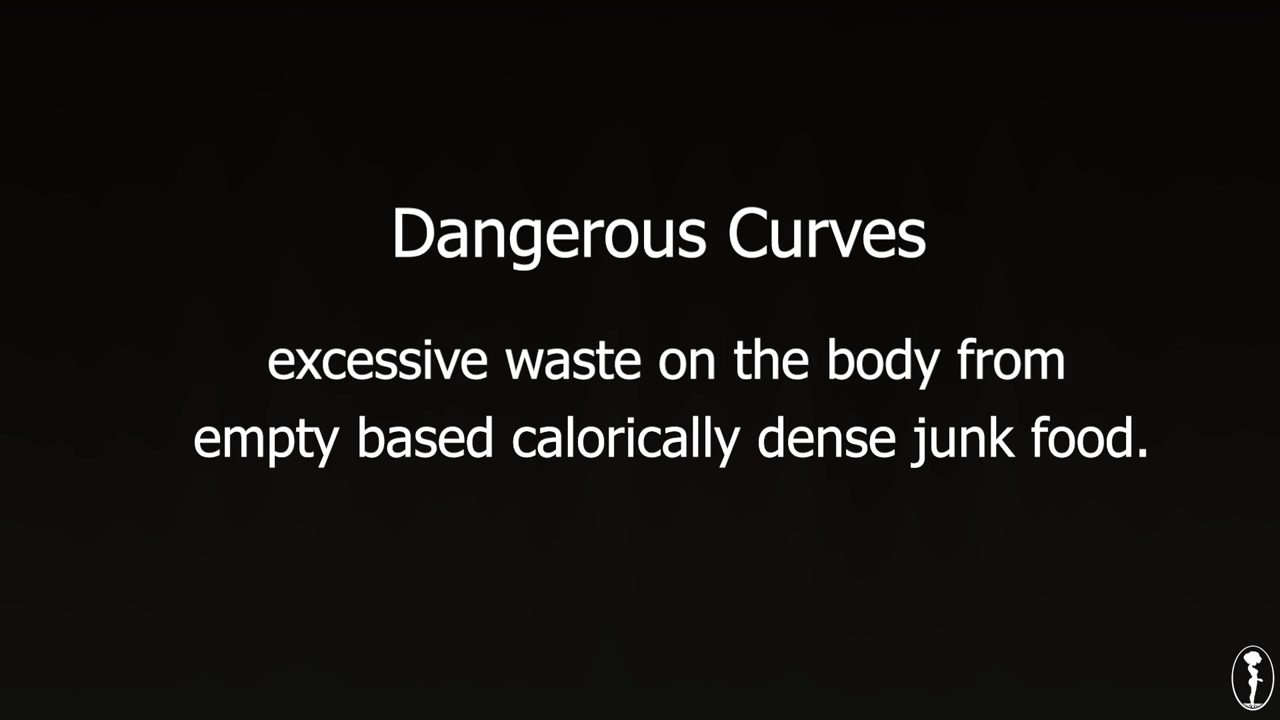 Dangerous Curves
excessive waste on the body from
empty based calorically dense junk food.